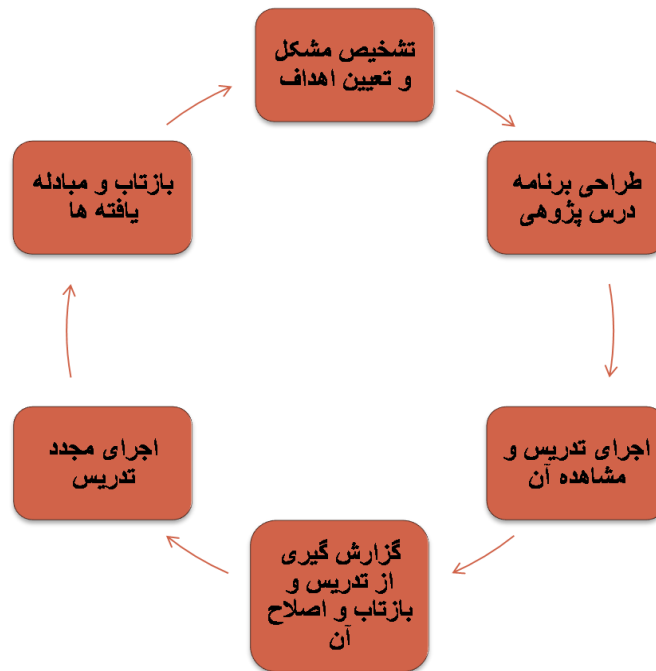 تشخیص مشکل
و تعیین اهداف
طراحی برنامه
درس پژوهی
اجرای تدریس و
مشاهده آن
گزارش گیری
از تدریس و
بازتاب و اصلاح
آن
اجرای مجدد
تدریس
بازتاب و مبادله
یافته ها